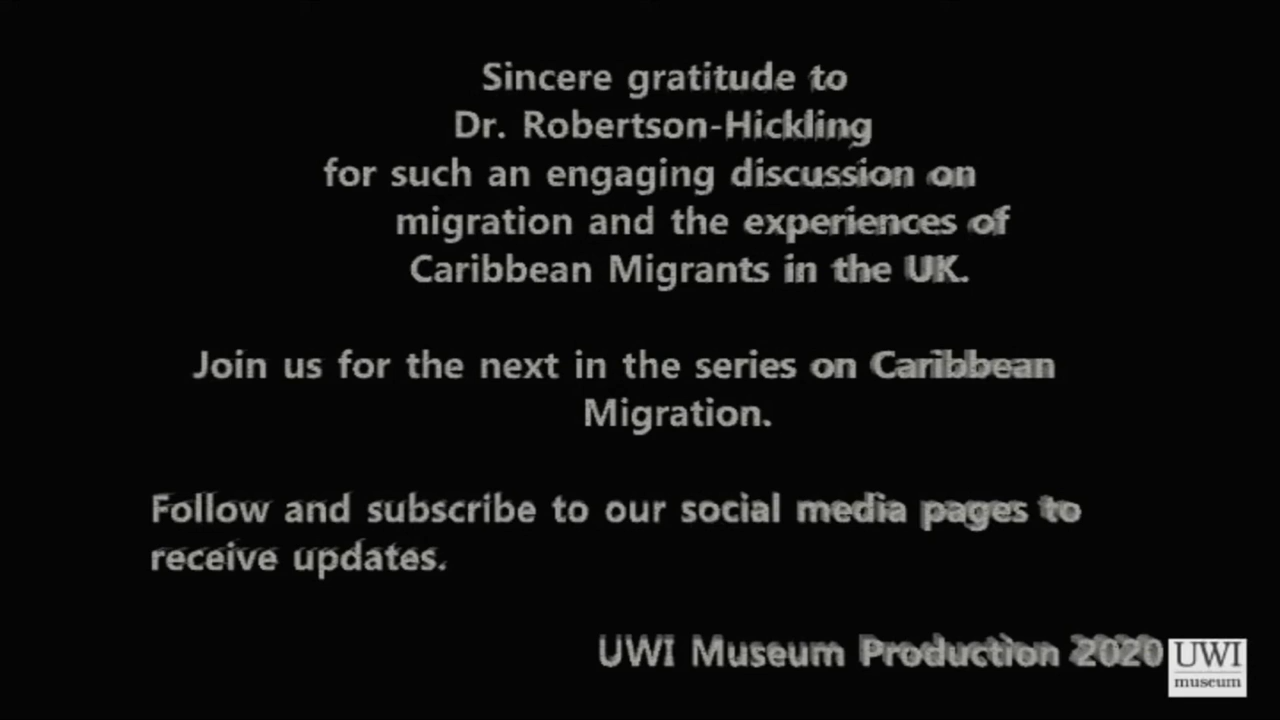 Sincere gratitude to
Dr. Robertson-Hickling
for such an engaging discussion on
migration and the experiences of
Caribbean Migrants in the UK.
Join us for the next in the series on Caribbean
Migration.
Follow and subscribe to our social media pages to
receive updates.
UWI Museum Production 2020
UWI
museum